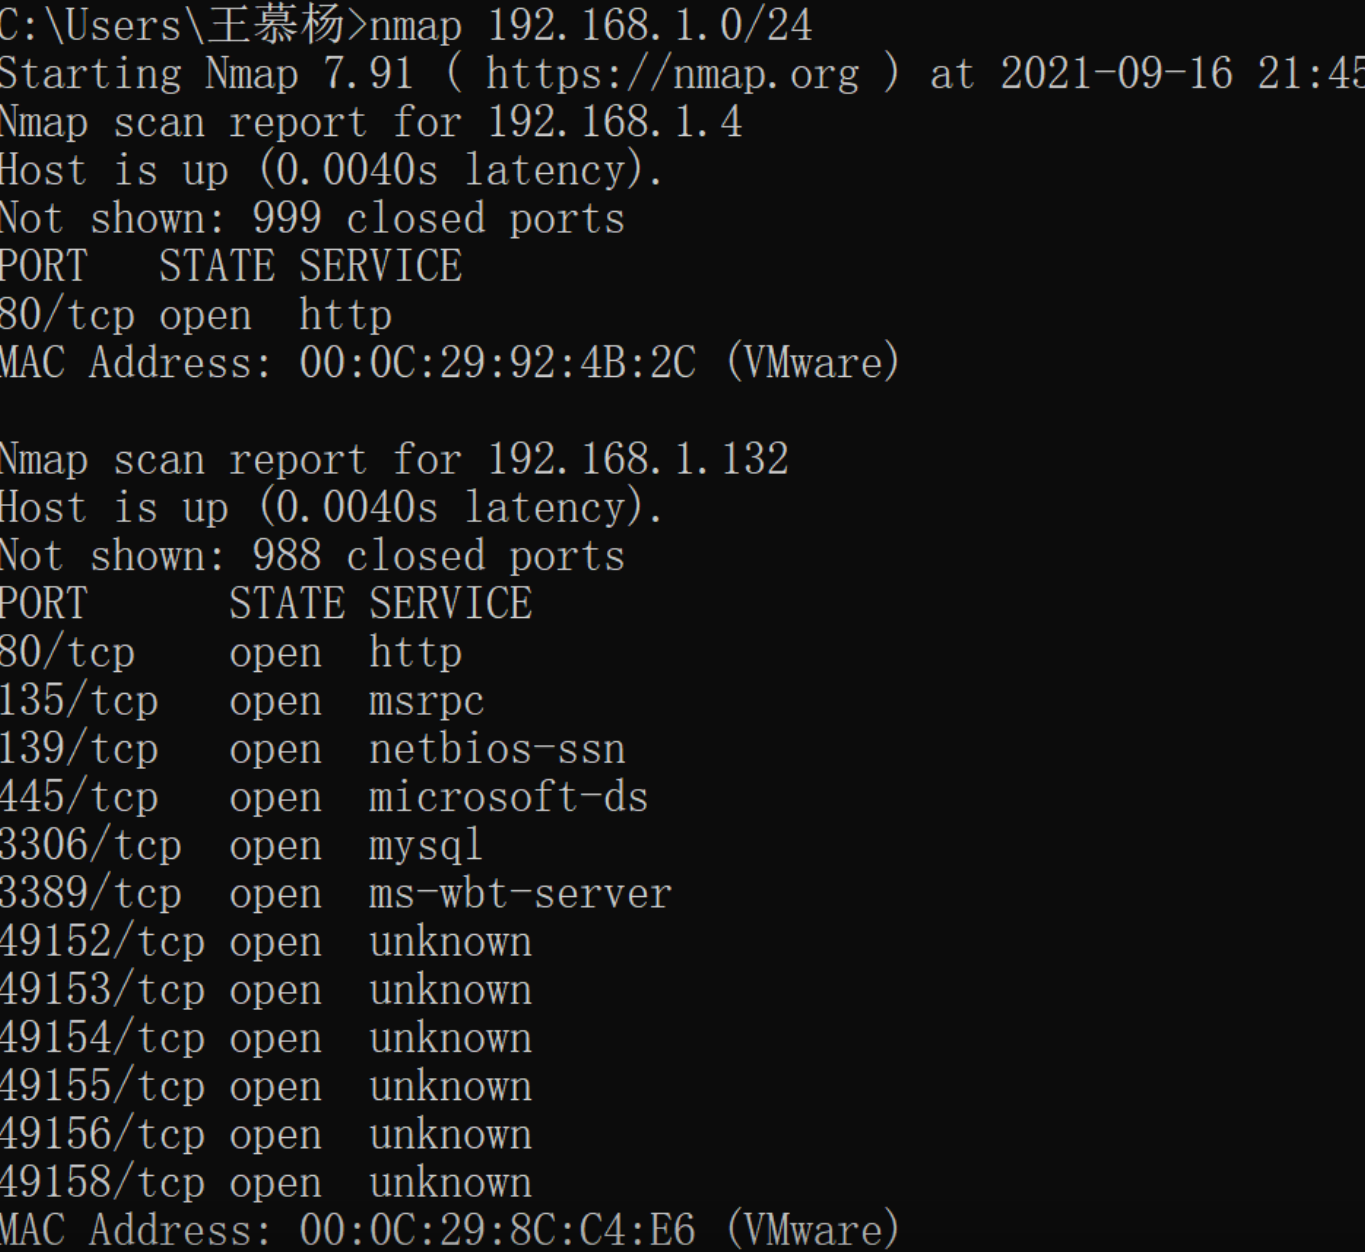 C:\Users\王慕杨>nmap 192.168.1.0/24
Starting Nmap 7.91 ( https://nmap.org ) at 2021-09-16 21:45
Nmap scan report for 192.168.1.4
Host is up (0.0040s latency).
Not shown: 999 closed ports
PORT   STATE SERVICE
80/tcp open  http
MAC Address: 00:0C:29:92:4B:2C (VMware)

Nmap scan report for 192.168.1.132
Host is up (0.0040s latency).
Not shown: 988 closed ports
PORT      STATE SERVICE
80/tcp    open  http
135/tcp   open  msrpc
139/tcp   open  netbios-ssn
445/tcp   open  microsoft-ds
3306/tcp  open  mysql
3389/tcp  open  ms-wbt-server
49152/tcp open  unknown
49153/tcp open  unknown
49154/tcp open  unknown
49155/tcp open  unknown
49156/tcp open  unknown
49158/tcp open  unknown
MAC Address: 00:0C:29:8C:C4:E6 (VMware)